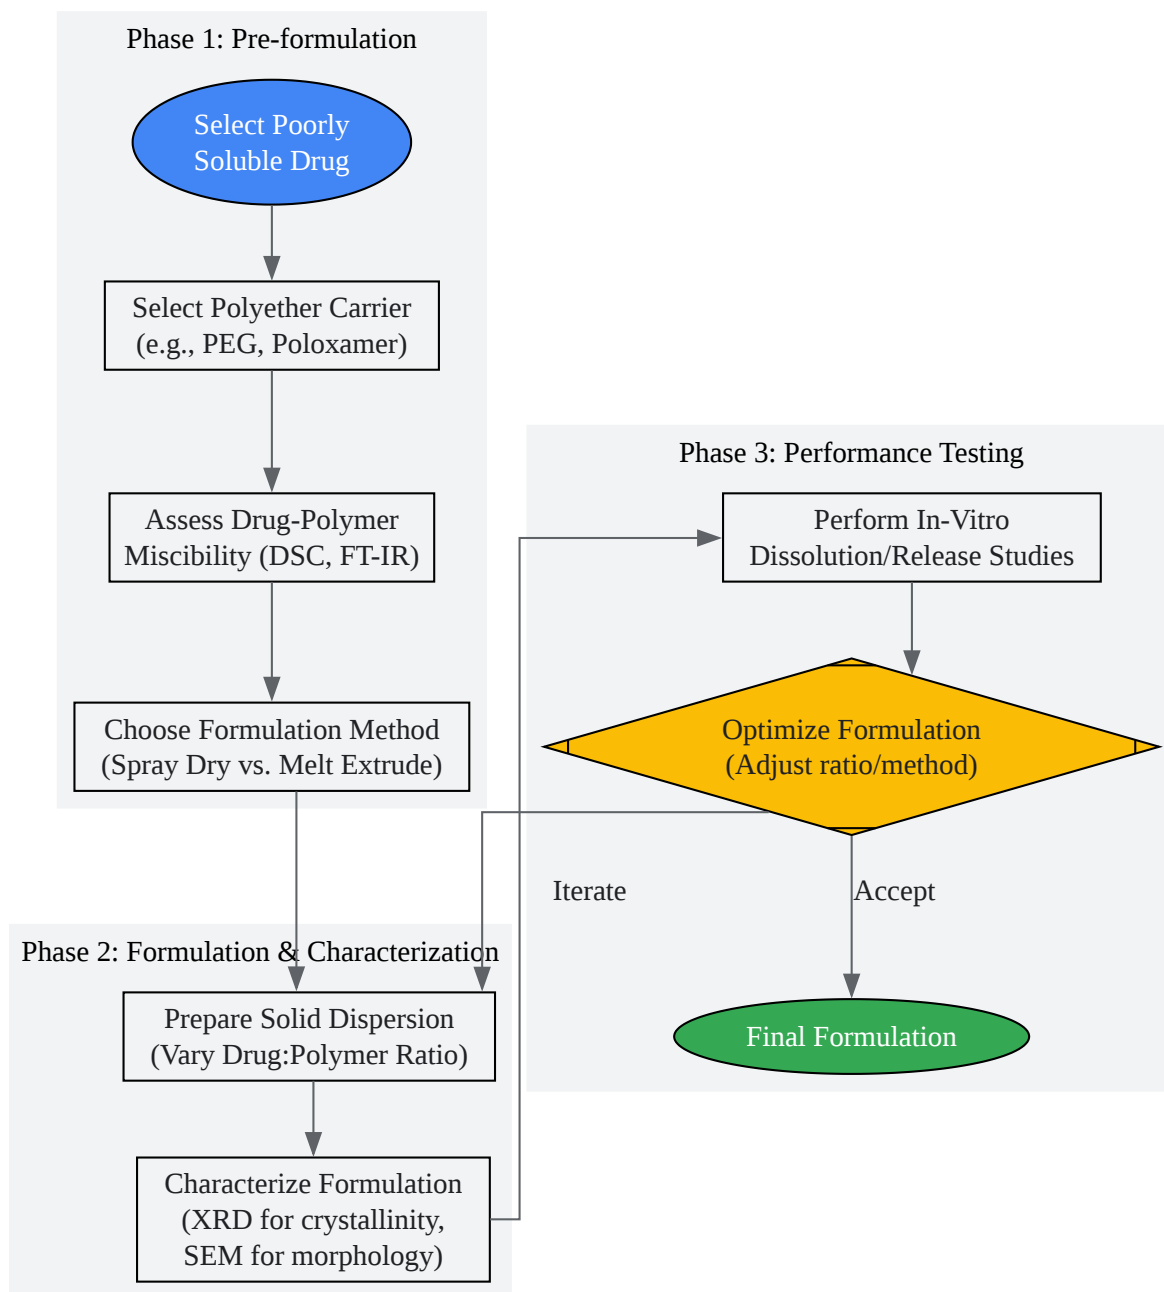 Phase 1: Pre-formulation
Select Poorly
Soluble Drug
Select Polyether Carrier
(e.g., PEG, Poloxamer)
Assess Drug-Polymer
Miscibility (DSC, FT-IR)
Choose Formulation Method
(Spray Dry vs. Melt Extrude)
Phase 2: Formulation & Characterization
Prepare Solid Dispersion
(Vary Drug:Polymer Ratio)
Characterize Formulation
(XRD for crystallinity,
SEM for morphology)
Phase 3: Performance Testing
Perform In-Vitro
Dissolution/Release Studies
Optimize Formulation
(Adjust ratio/method)
Iterate
Accept
Final Formulation